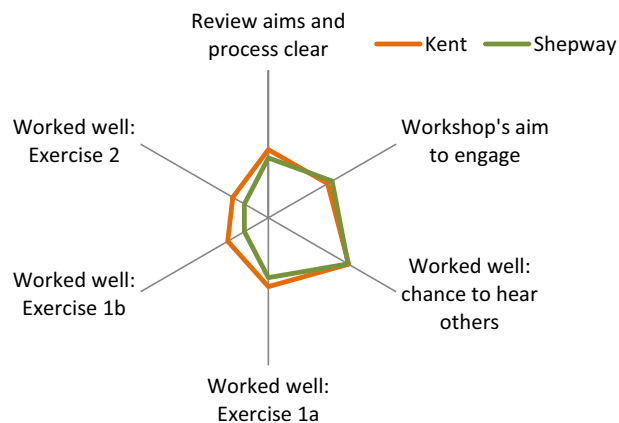 Review aims and
process clear
Kent
Shepway
Workshop's aim
to engage
Worked well:
chance to hear
others
Worked well:
Exercise 1a
Worked well:
Exercise 1b
Worked well:
Exercise 2